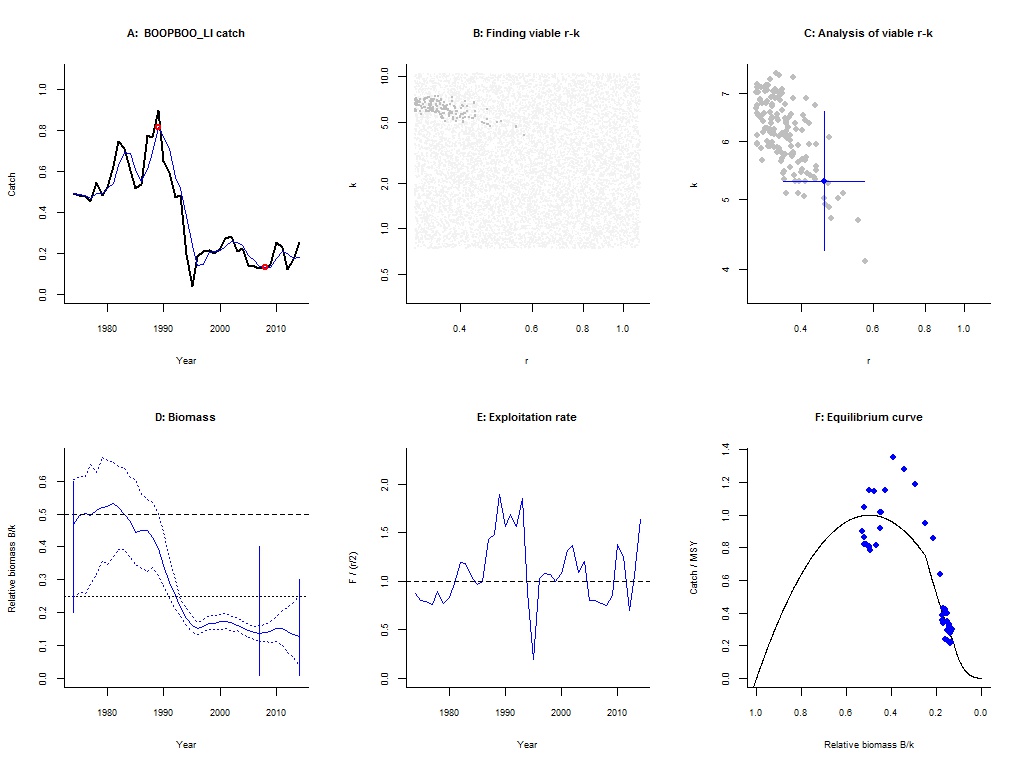 A: BOOPBOO_LI catch
Catch
0.0 0.2 0.4 0.6 0.8 1.0
1980 1990 2000 2010
Year
B: Finding viable r-k
k
0.5 1.0 2.0 5.0 10.0
0.4 0.6 0.8 1.0
r
C: Analysis of viable r-k
k
4 5 6 7
0.4 0.6 0.8 1.0
r
D: Biomass
Relative biomass B/k
0.0 0.1 0.2 0.3 0.4 0.5 0.6
1980 1990 2000 2010
Year
E: Exploitation rate
F / (r/2)
0.0 0.5 1.0 1.5 2.0
1980 1990 2000 2010
Year
F: Equilibrium curve
Catch / MSY
0.0 0.2 0.4 0.6 0.8 1.0 1.2 1.4
1.0 0.8 0.6 0.4 0.2 0.0
Relative biomass B/k